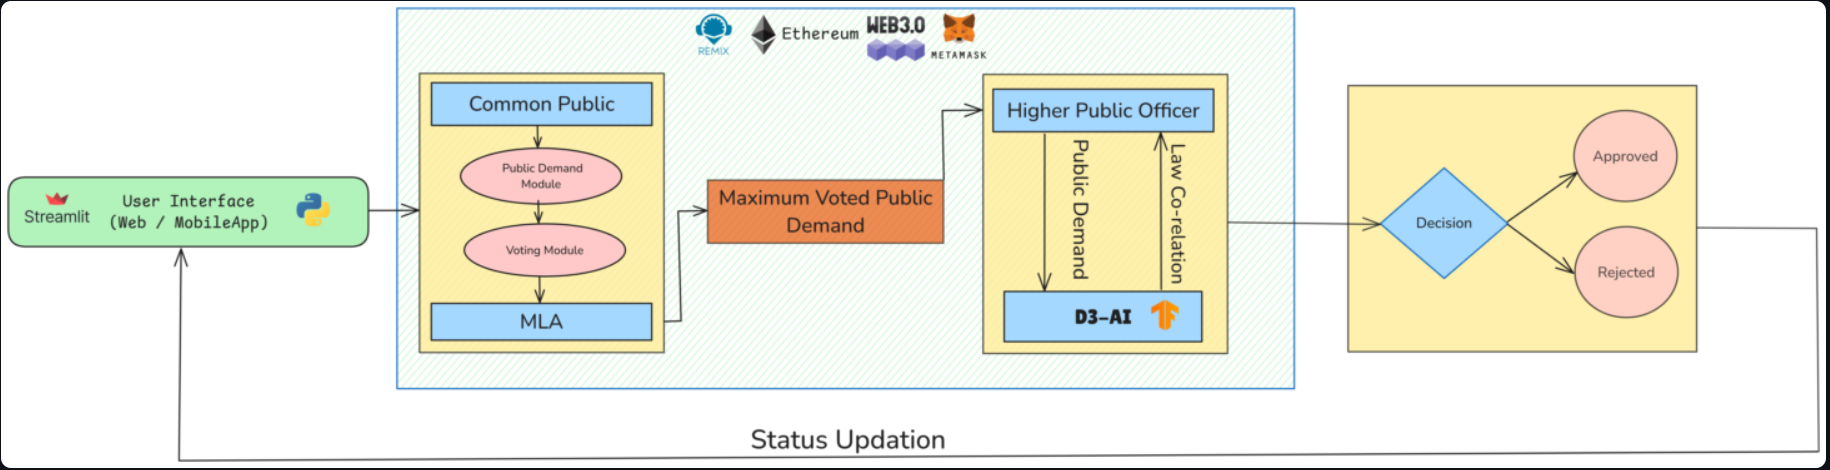 REMIX
Ethereum
WEB3.0
METAMASK
Streamlit
User Interface
(Web / MobileApp)
Common Public
Public Demand
Module
Voting Module
MLA
Maximum Voted Public
Demand
Higher Public Officer
Public Demand
Law Co-relation
D3-AI
Decision
Approved
Rejected
Status Updation